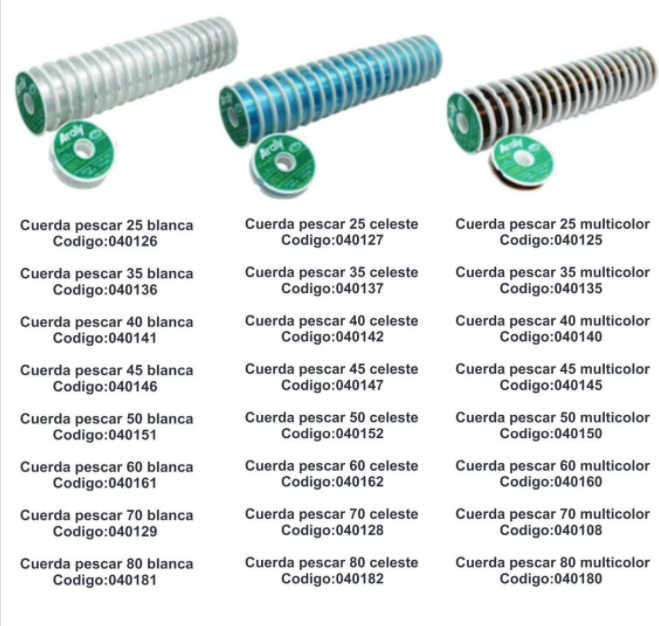 Araty
Araty
Araty
Cuerda pescar 25 blanca
Codigo:040126
Cuerda pescar 35 blanca
Codigo:040136
Cuerda pescar 40 blanca
Codigo:040141
Cuerda pescar 45 blanca
Codigo:040146
Cuerda pescar 50 blanca
Codigo:040151
Cuerda pescar 60 blanca
Codigo:040161
Cuerda pescar 70 blanca
Codigo:040129
Cuerda pescar 80 blanca
Codigo:040181
Cuerda pescar 25 celeste
Codigo:040127
Cuerda pescar 35 celeste
Codigo:040137
Cuerda pescar 40 celeste
Codigo:040142
Cuerda pescar 45 celeste
Codigo:040147
Cuerda pescar 50 celeste
Codigo:040152
Cuerda pescar 60 celeste
Codigo:040162
Cuerda pescar 70 celeste
Codigo:040128
Cuerda pescar 80 celeste
Codigo:040182
Cuerda pescar 25 multicolor
Codigo:040125
Cuerda pescar 35 multicolor
Codigo:040135
Cuerda pescar 40 multicolor
Codigo:040140
Cuerda pescar 45 multicolor
Codigo:040145
Cuerda pescar 50 multicolor
Codigo:040150
Cuerda pescar 60 multicolor
Codigo:040160
Cuerda pescar 70 multicolor
Codigo:040108
Cuerda pescar 80 multicolor
Codigo:040180